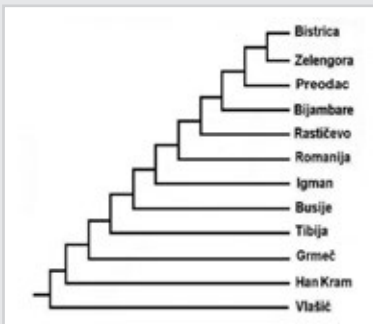 Bistrica
Zelengora
Preodac
Bijambare
Rastičevo
Romanija
Igman
Busije
Tibija
Grmeč
Han Kram
Vlašić